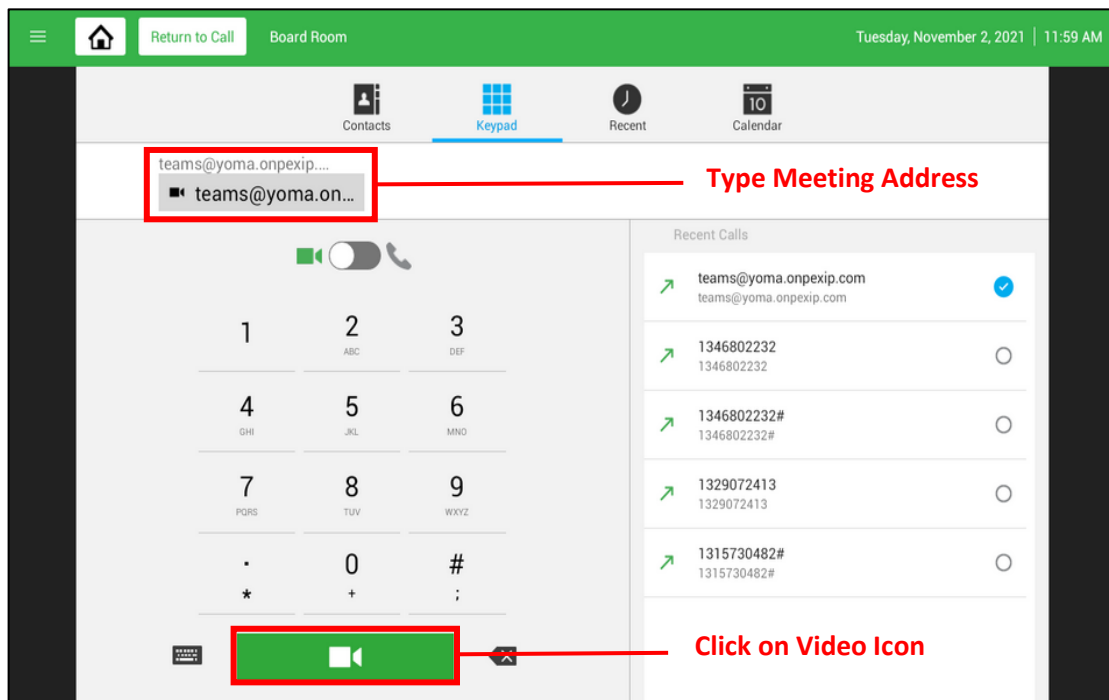 Return to Call Board Room Tuesday, November 2, 2021 | 11:59 AM
10
Contacts Keypad Recent Calendar
teams@yoma.onpexip....
teams@yoma.on...
Type Meeting Address
Recent Calls
teams@yoma.onpexip.com
teams@yoma.onpexip.com
1346802232
1346802232
1346802232#
1346802232#
1329072413
1329072413
1315730482#
1315730482#
1 2 3
ABC DEF
4 5 6
GHI JKL MNO
7 8 9
PQRS TUV WXYZ
. 0 #
* + ;
Click on Video Icon